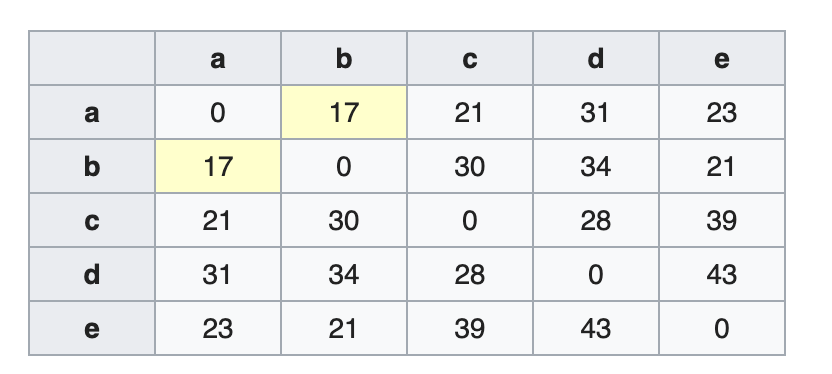 a b c d e
a 0 17 21 31 23
b 17 0 30 34 21
c 21 30 0 28 39
d 31 34 28 0 43
e 23 21 39 43 0